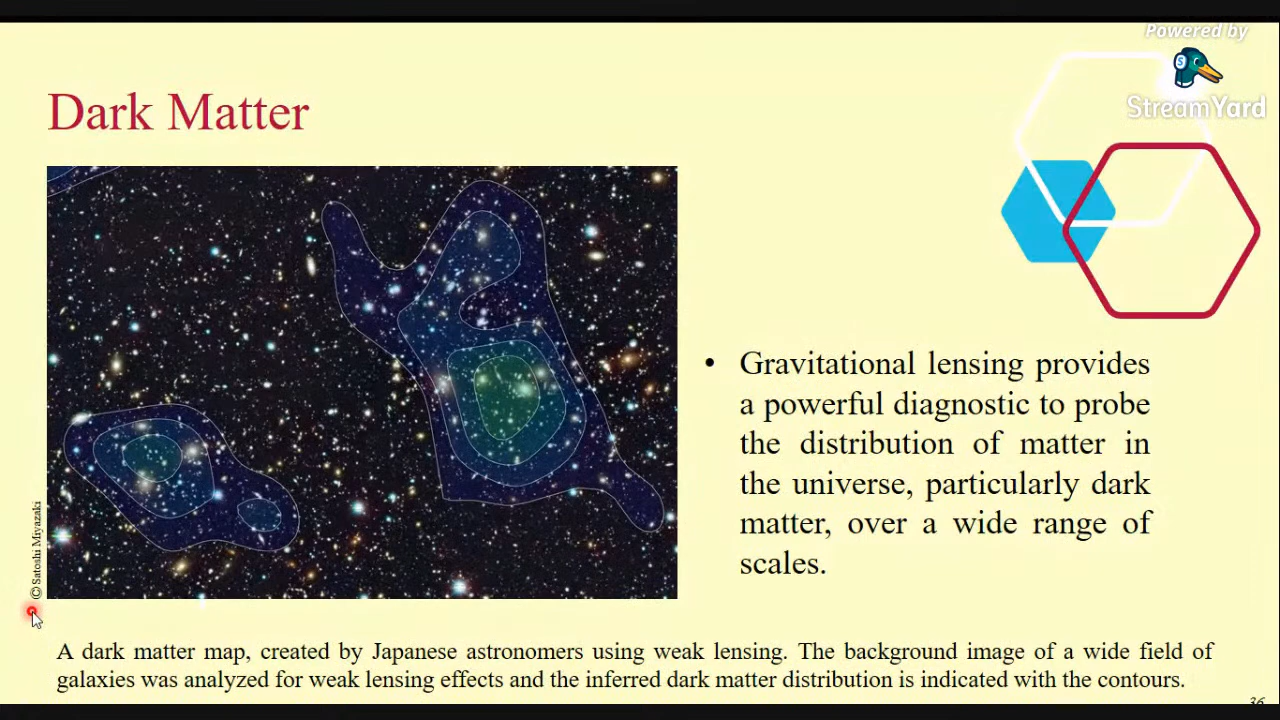 Powered by
StreamYard
Dark Matter
© Satoshi Miyazaki
• Gravitational lensing provides
a powerful diagnostic to probe
the distribution of matter in
the universe, particularly dark
matter, over a wide range of
scales.
A dark matter map, created by Japanese astronomers using weak lensing. The background image of a wide field of
galaxies was analyzed for weak lensing effects and the inferred dark matter distribution is indicated with the contours.
36